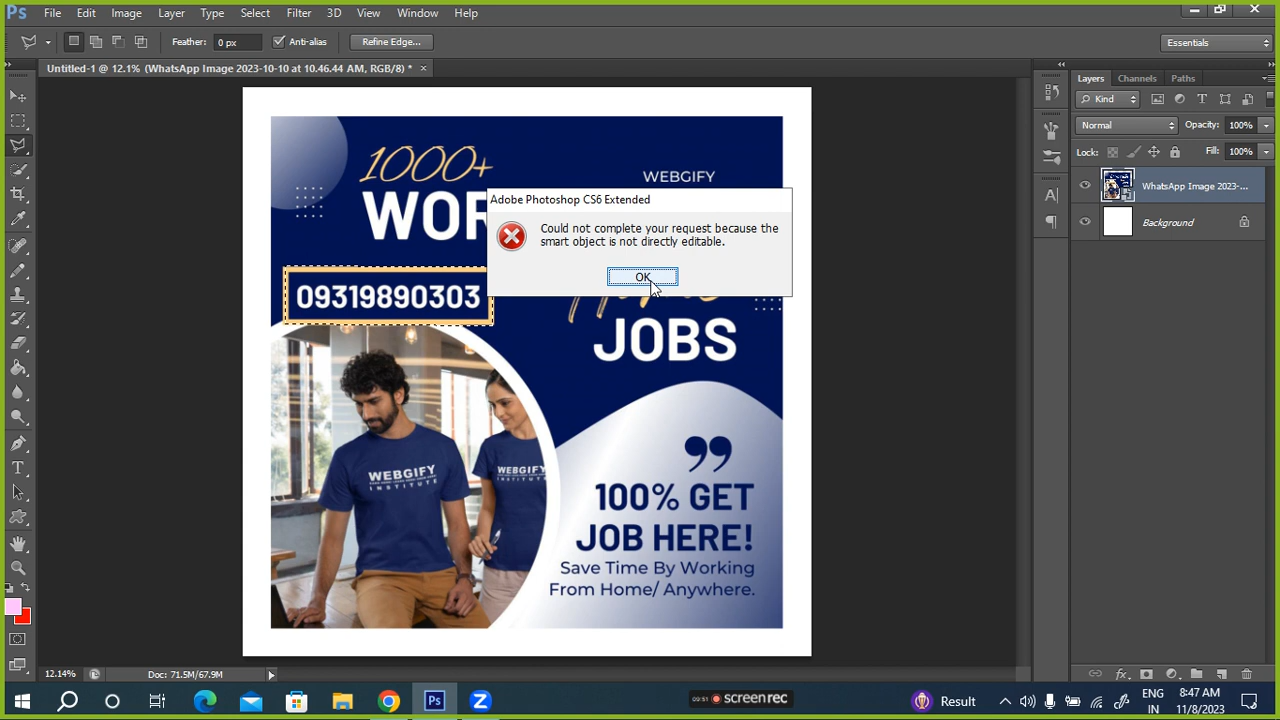 Ps File Edit Image Layer Type Select Filter 3D View Window Help
Feather: 0 px Anti-alias Refine Edge... Essentials
Untitled-1 @ 12.1% (WhatsApp Image 2023-10-10 at 10.46.44 AM, RGB/8) * ×
Layers Channels Paths
Kind
Normal Opacity: 100%
Lock: Fill: 100%
WhatsApp Image 2023-...
Background
1000+
WOR
WEBGIFY
Adobe Photoshop CS6 Extended
Could not complete your request because the
smart object is not directly editable.
OK
09319890303
JOBS
WEBGIFY
INSTITUTE
WEBGIFY
INSTITUTE
100% GET
JOB HERE!
Save Time By Working
From Home/ Anywhere.
12.14% Doc: 71.5M/67.9M
Ps
09:51 screenrec
Result
ENG
IN
8:47 AM
11/8/2023